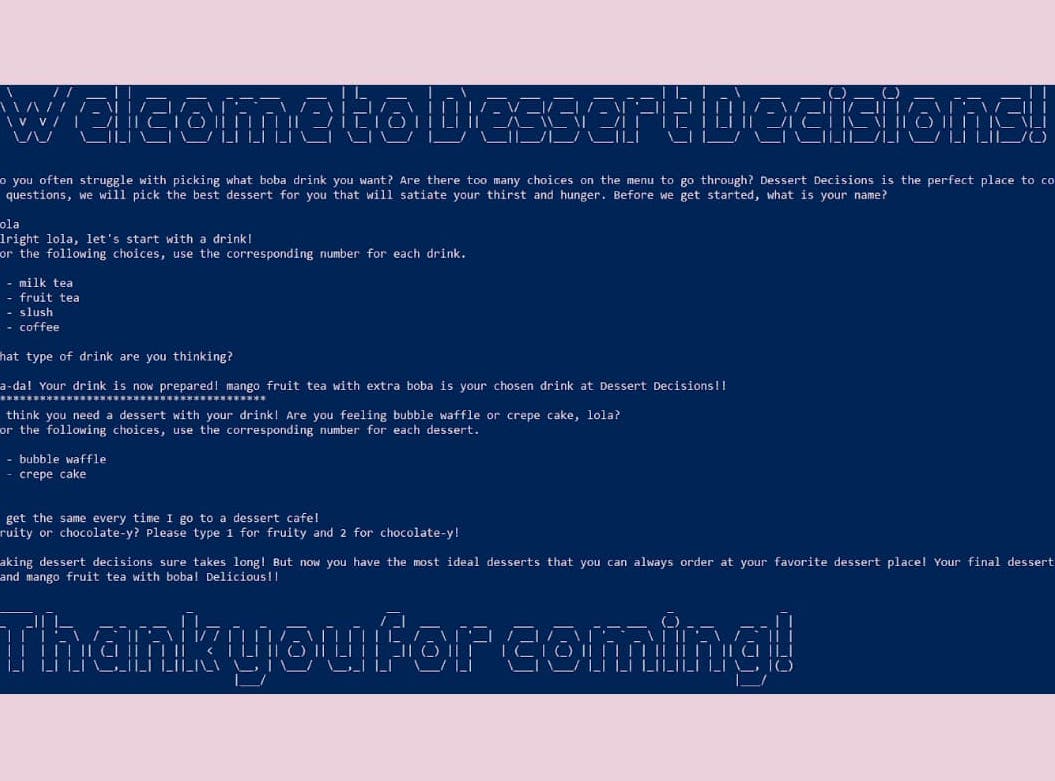 Welcome to Dessert Decisions!
o you often struggle with picking what boba drink you want? Are there too many choices on the menu to go through? Dessert Decisions is the perfect place to co
questions, we will pick the best dessert for you that will satiate your thirst and hunger. Before we get started, what is your name?
ola
lright lola, let's start with a drink!
or the following choices, use the corresponding number for each drink.
- milk tea
- fruit tea
- slush
- coffee
hat type of drink are you thinking?
a-da! Your drink is now prepared! mango fruit tea with extra boba is your chosen drink at Dessert Decisions!!
****************************************
think you need a dessert with your drink! Are you feeling bubble waffle or crepe cake, lola?
or the following choices, use the corresponding number for each dessert.
- bubble waffle
- crepe cake
get the same every time I go to a dessert cafe!
ruity or chocolate-y? Please type 1 for fruity and 2 for chocolate-y!
aking dessert decisions sure takes long! But now you have the most ideal desserts that you can always order at your favorite dessert place! Your final dessert
and mango fruit tea with boba! Delicious!!
Thank you for coming!